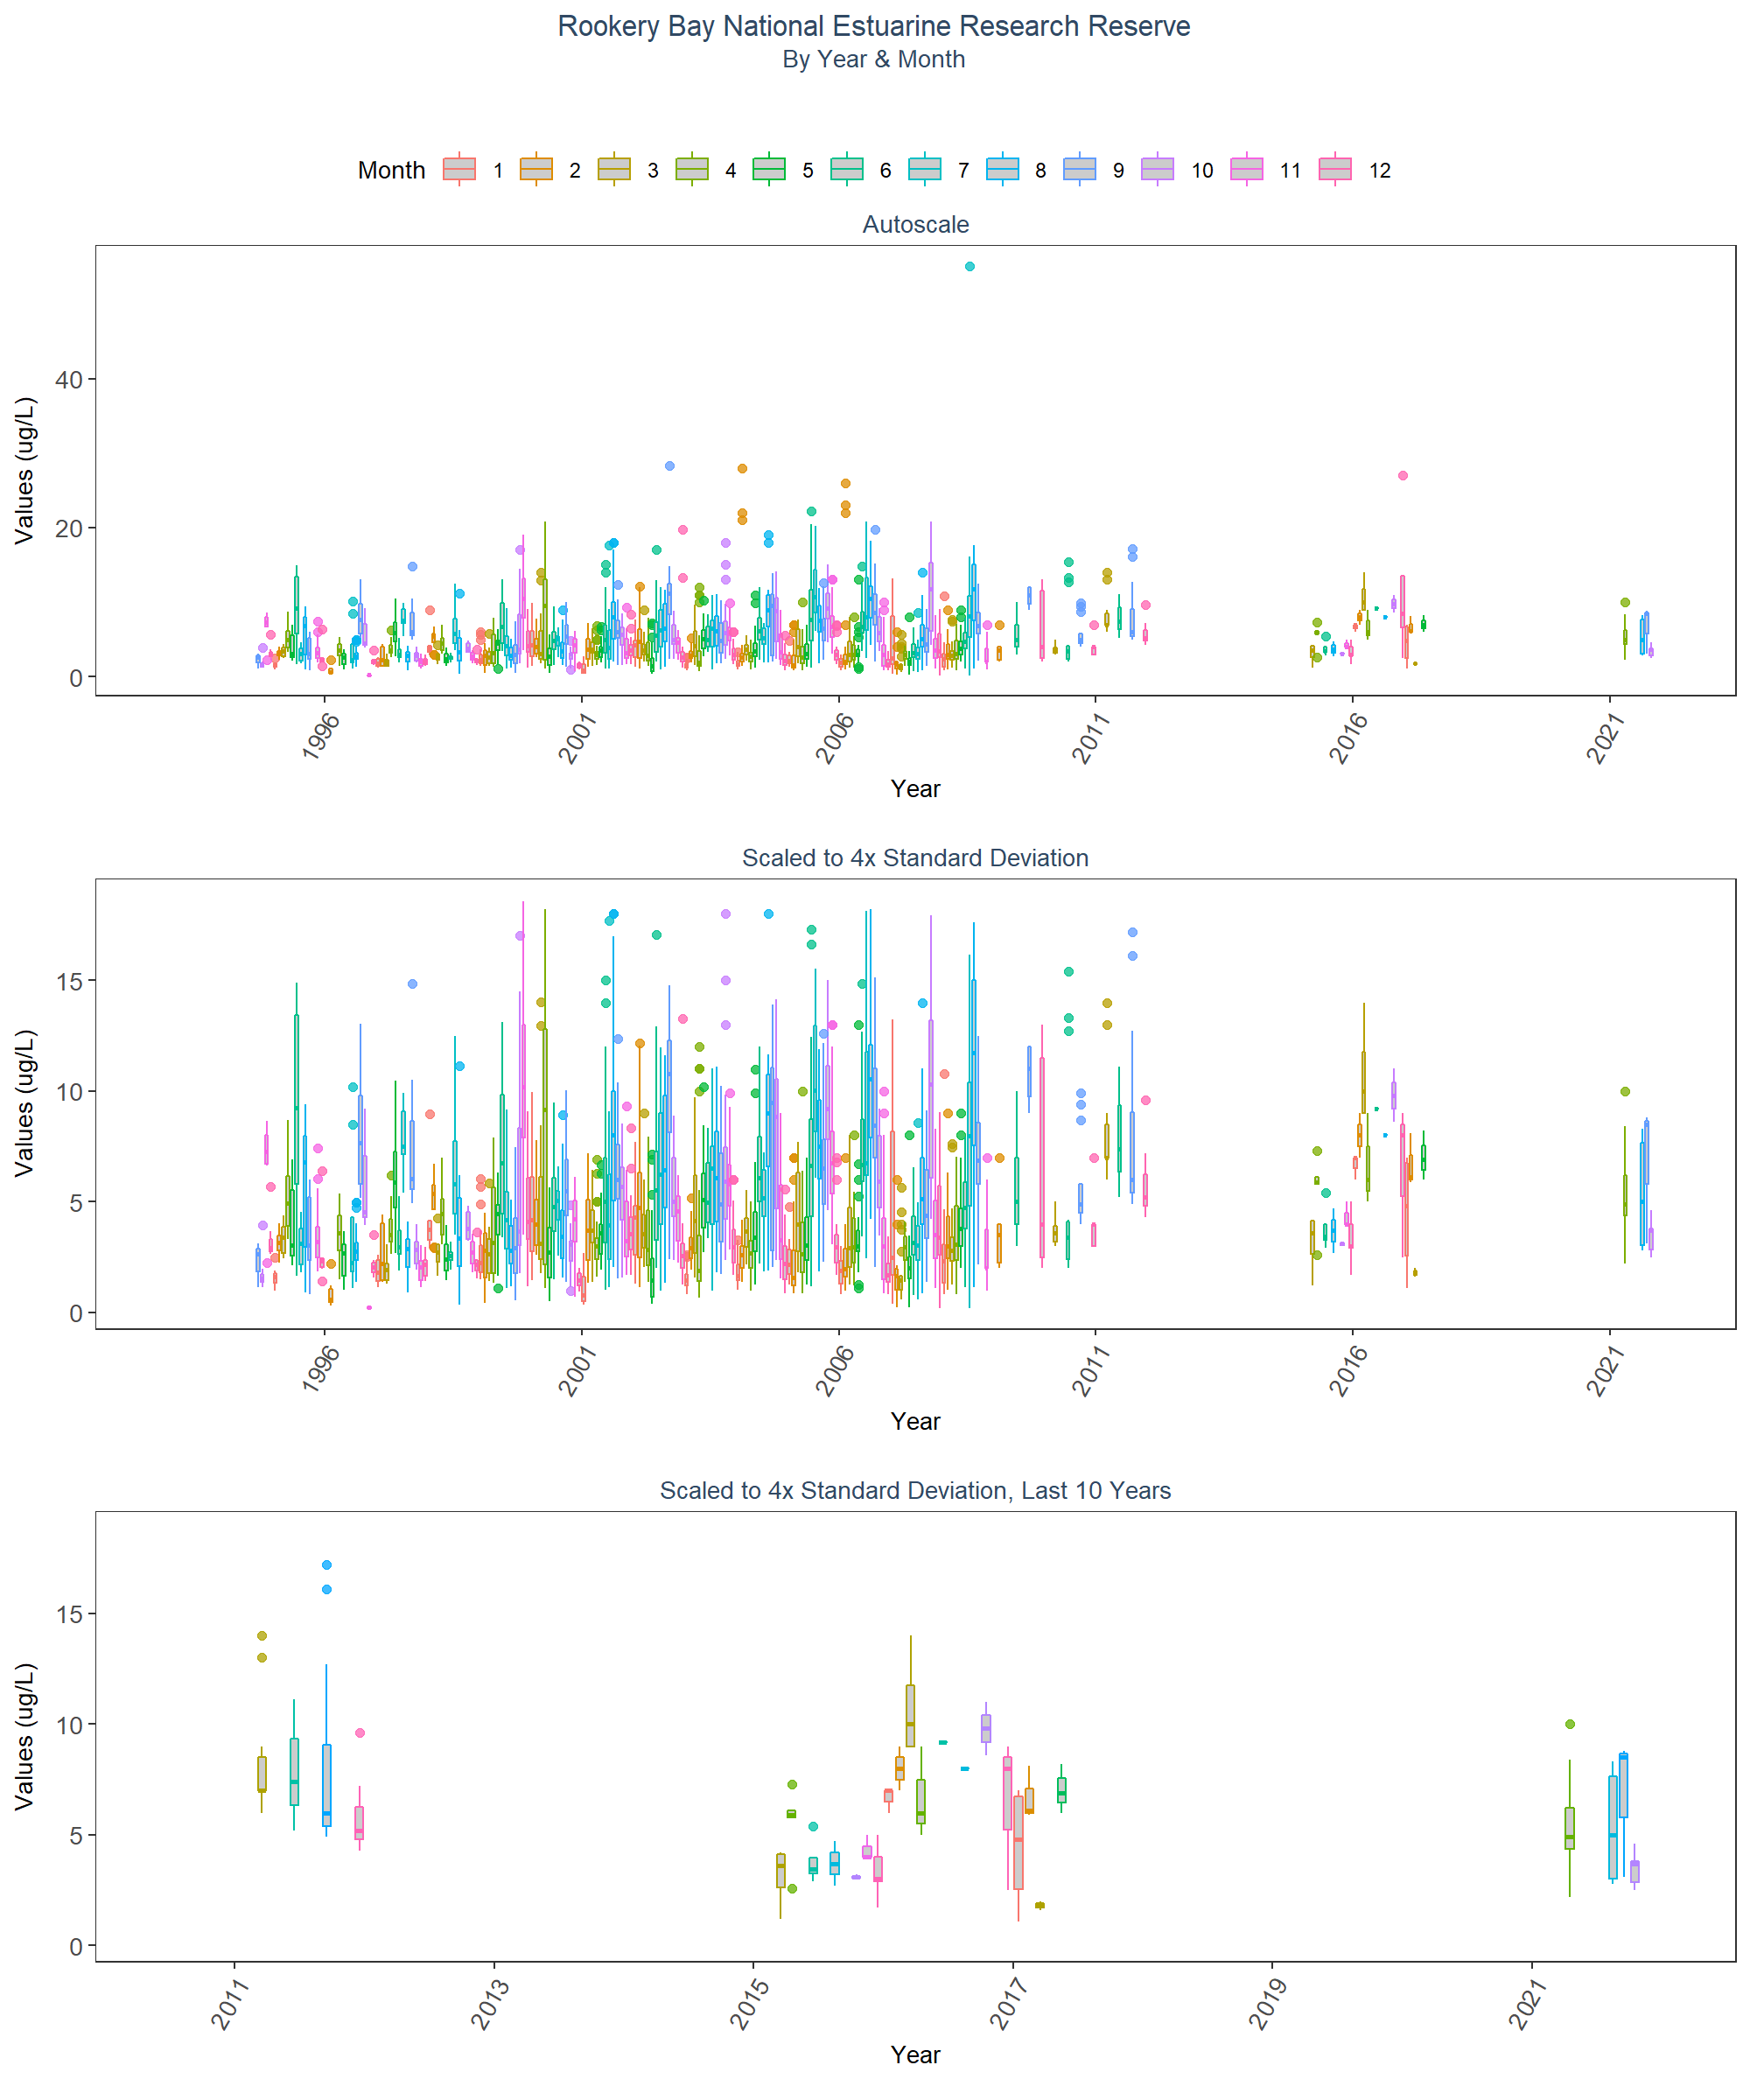 Rookery Bay National Estuarine Research Reserve
By Year & Month
Month 1 2 3 4 5 6 7 8 9 10 11 12
Autoscale
Values (ug/L)
40
20
0
1996 2001 2006 2011 2016 2021
Year
Scaled to 4x Standard Deviation
Values (ug/L)
15
10
5
0
1996 2001 2006 2011 2016 2021
Year
Scaled to 4x Standard Deviation, Last 10 Years
Values (ug/L)
15
10
5
0
2011 2013 2015 2017 2019 2021
Year